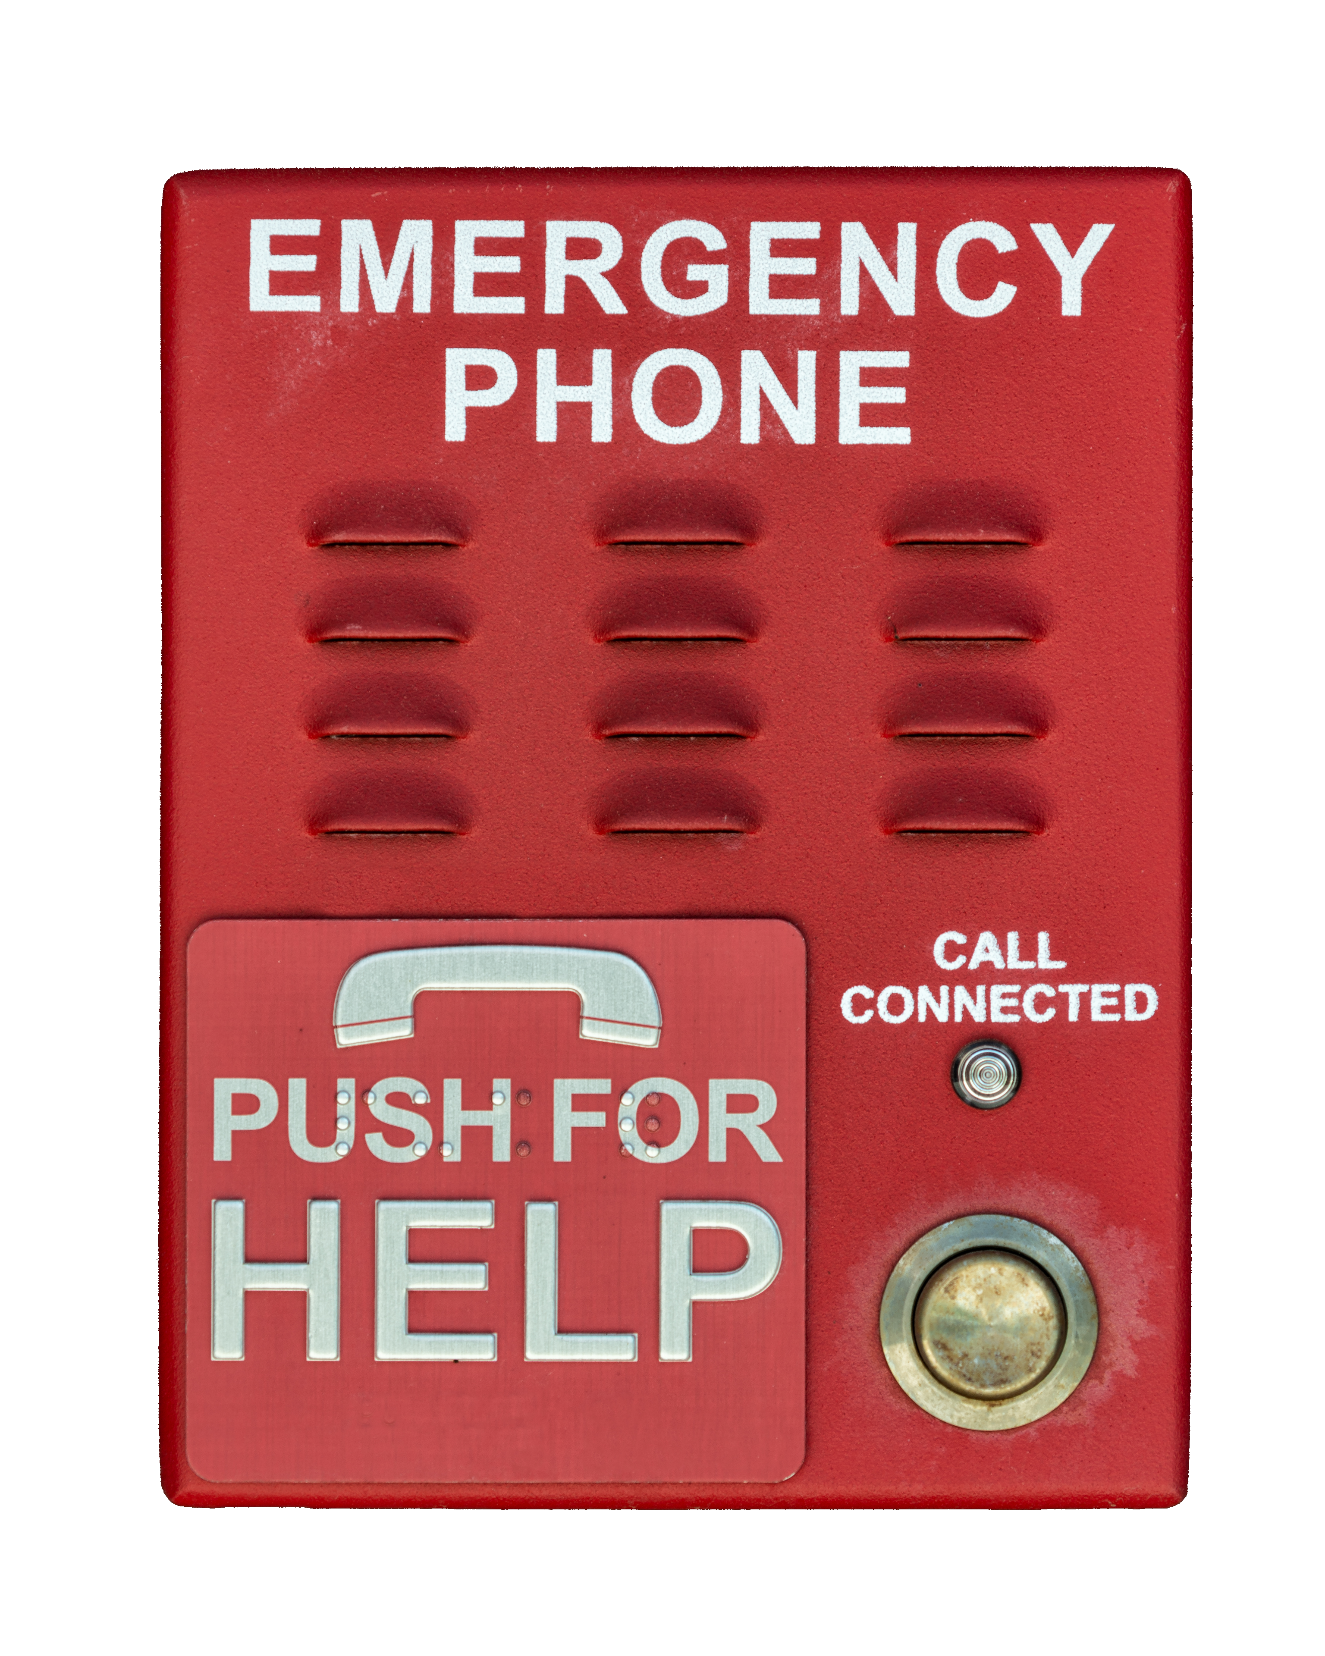 EMERGENCY
PHONE
CALL
CONNECTED
PUSH FOR
HELP